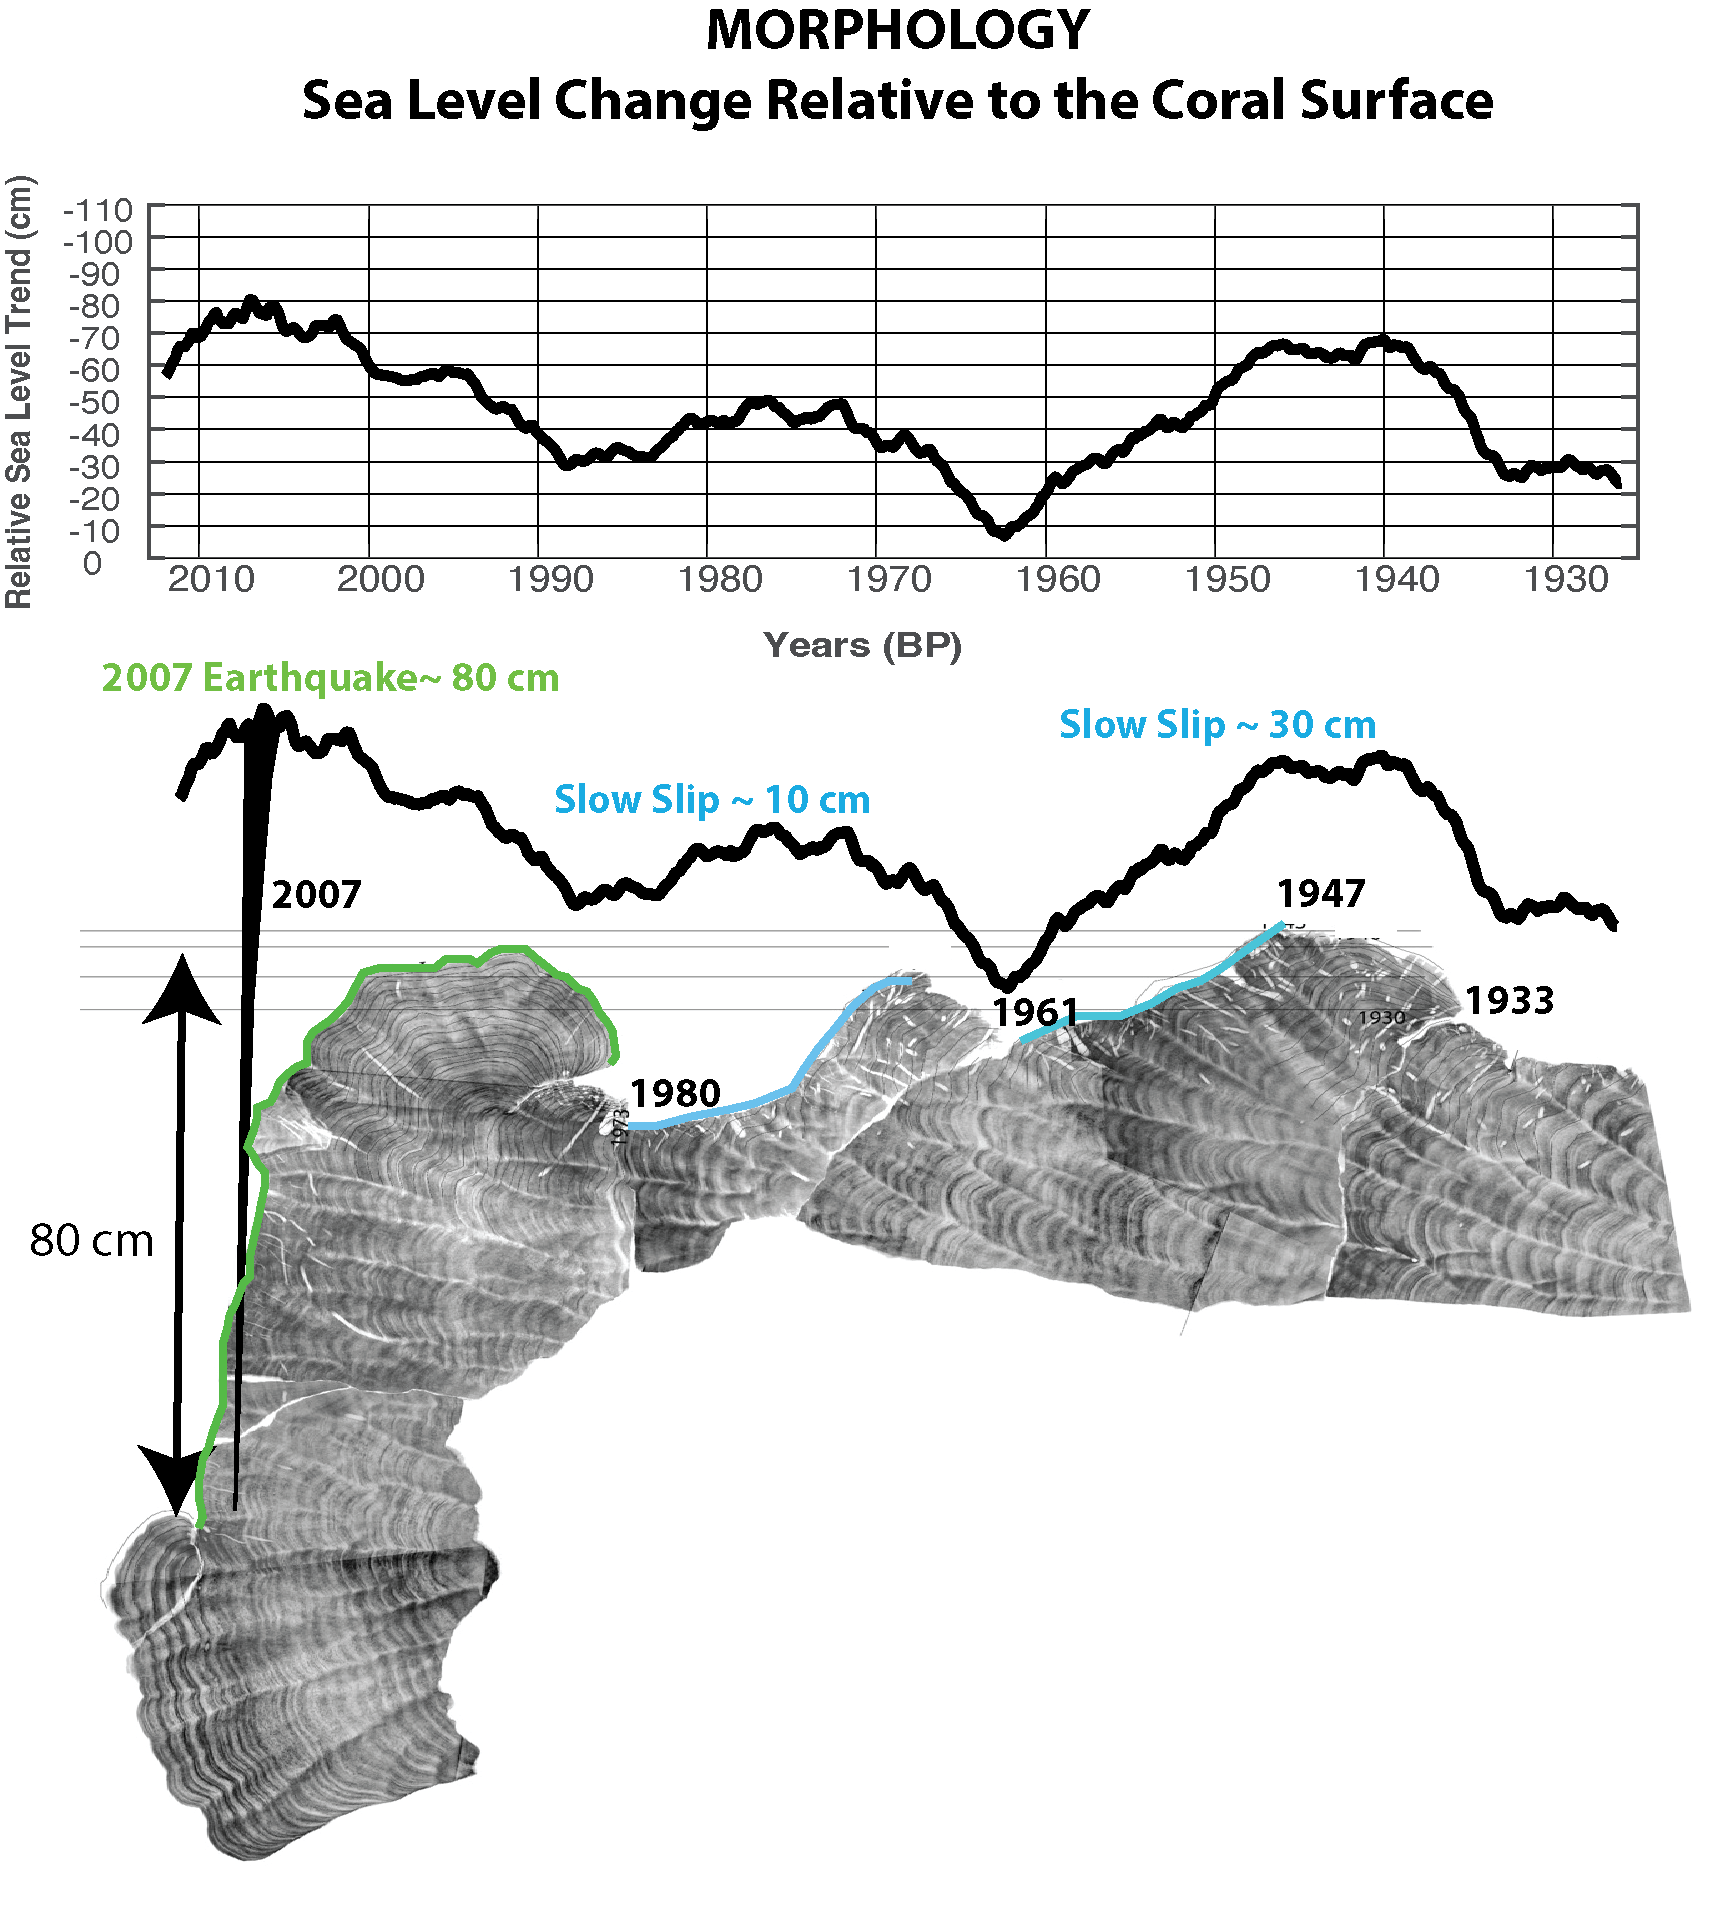 MORPHOLOGY
Sea Level Change Relative to the Coral Surface
Relative Sea Level Trend (cm)
-110
-100
-90
-80
-70
-60
-50
-40
-30
-20
-10
0
2010 2000 1990 1980 1970 1960 1950 1940 1930
Years (BP)
2007 Earthquake~ 80 cm
Slow Slip ~ 30 cm
Slow Slip ~ 10 cm
2007
1947
1961
1933
1930
1980
1973
80 cm